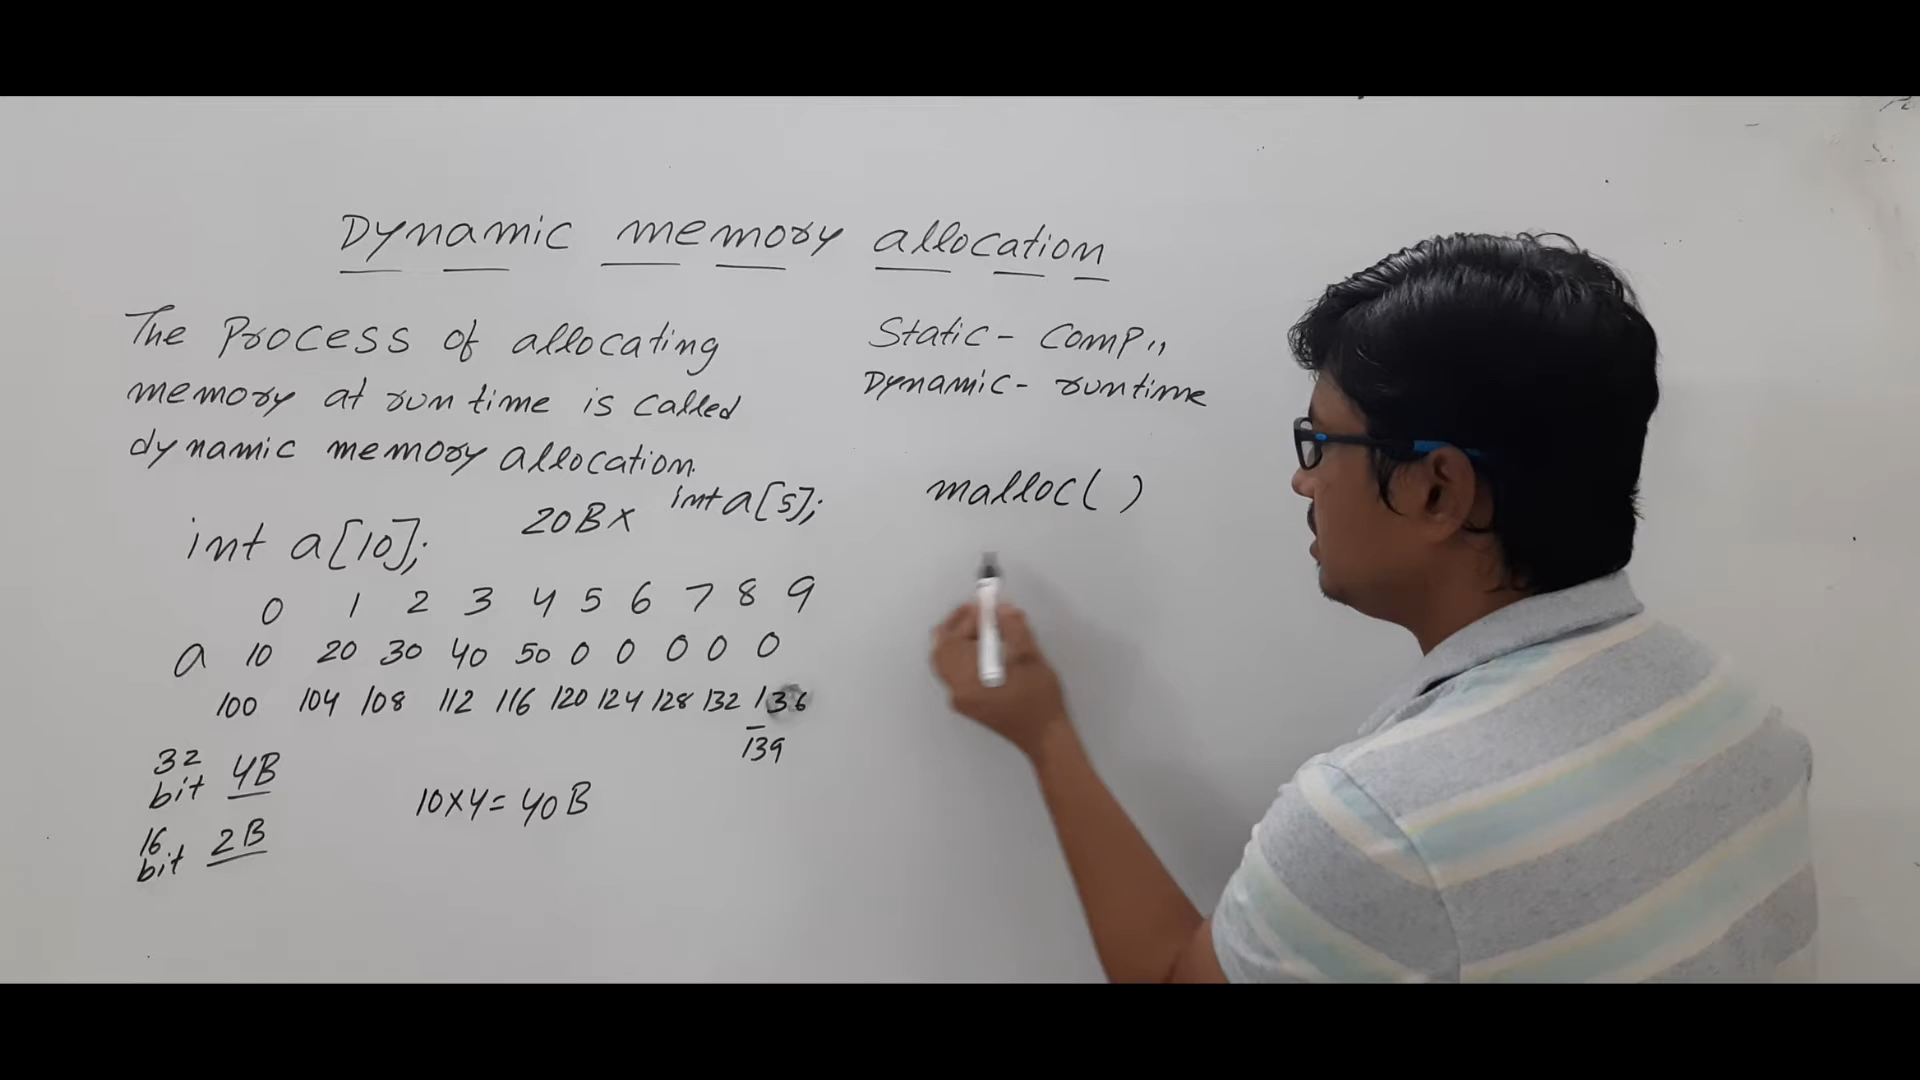 Dynamic memory allocation
The Process of allocating
memory at run time is called
dynamic memory allocation.
int a[10];
20B x
int a[5];
0 1 2 3 4 5 6 7 8 9
a 10 20 30 40 50 0 0 0 0 0
100 104 108 112 116 120 124 128 132 136
139
32
bit 4B
16
bit 2B
10x4= 40B
Static - Comp,,
Dynamic - runtime
malloc( )